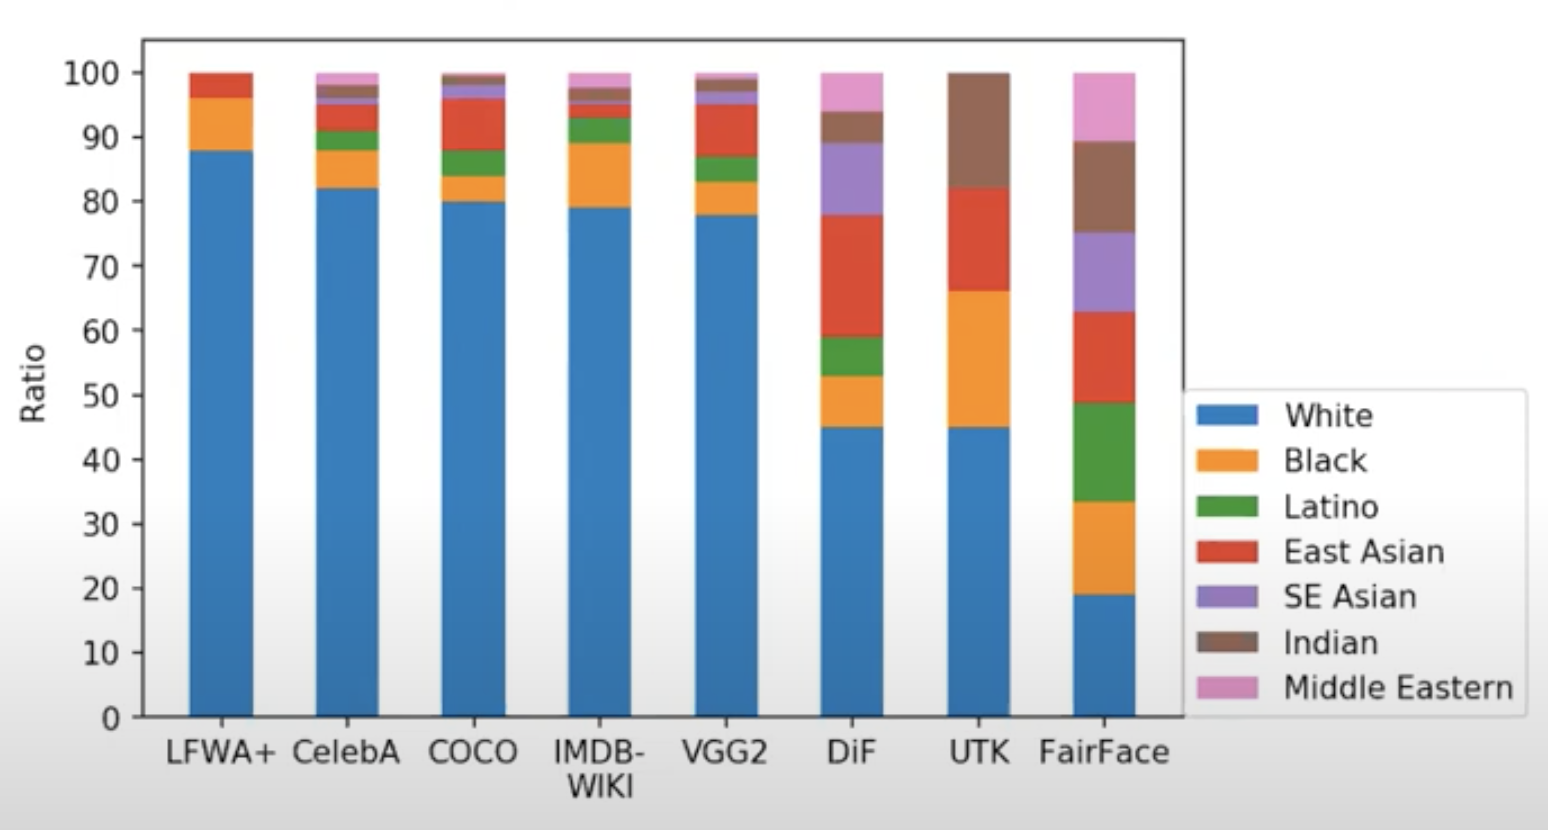 100
90
80
70
60
50
40
30
20
10
0
Ratio
LFWA+ CelebA COCO IMDB- VGG2 DiF UTK FairFace
WIKI
White
Black
Latino
East Asian
SE Asian
Indian
Middle Eastern